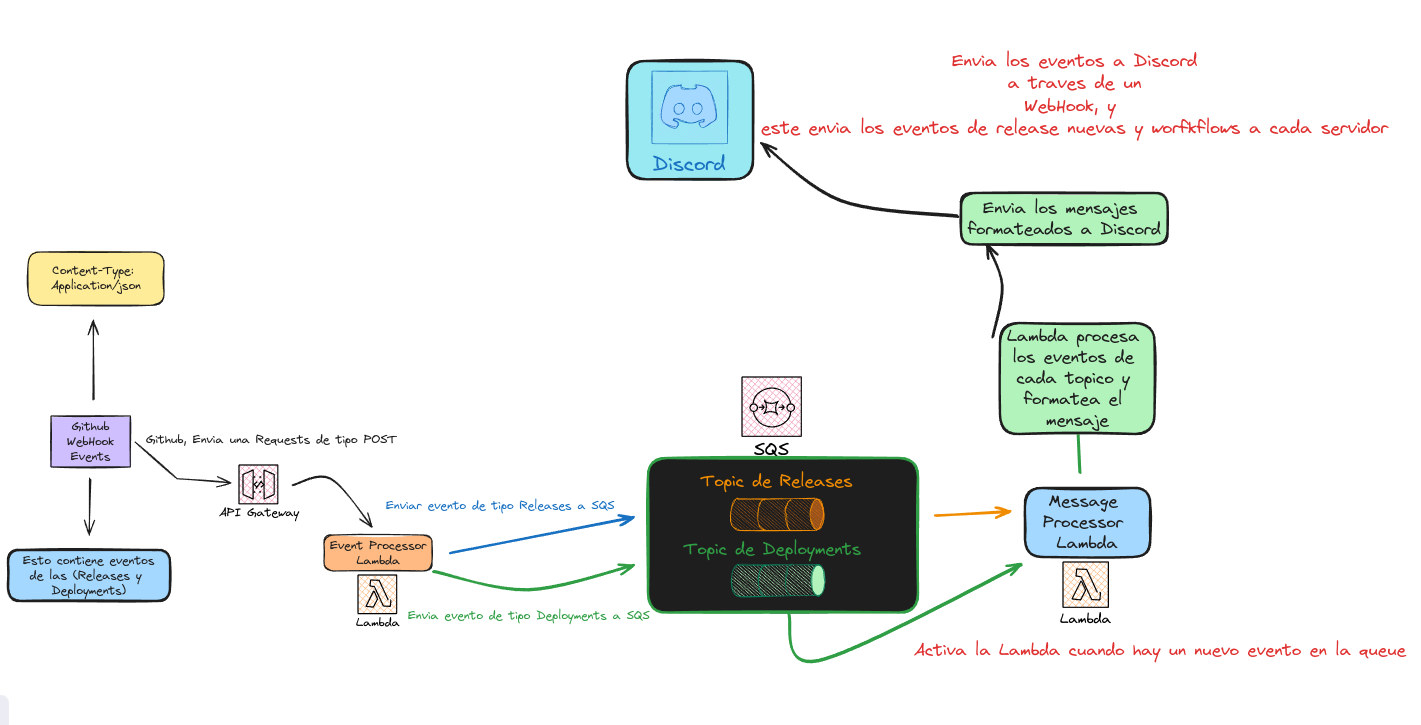 Envia los eventos a Discord
a traves de un
WebHook, y
este envia los eventos de release nuevas y worfkflows a cada servidor
Discord
Envia los mensajes
formateados a Discord
Content-Type:
Application/json
Lambda procesa
los eventos de
cada topico y
formatea el
mensaje
Github
WebHook
Events
Github, Envia una Requests de tipo POST
API Gateway
SQS
Topic de Releases
Topic de Deployments
Enviar evento de tipo Releases a SQS
Event Processor
Lambda
Lambda
Envia evento de tipo Deployments a SQS
Esto contiene eventos
de las (Releases y
Deployments)
Message
Processor
Lambda
Lambda
Activa la Lambda cuando hay un nuevo evento en la queue